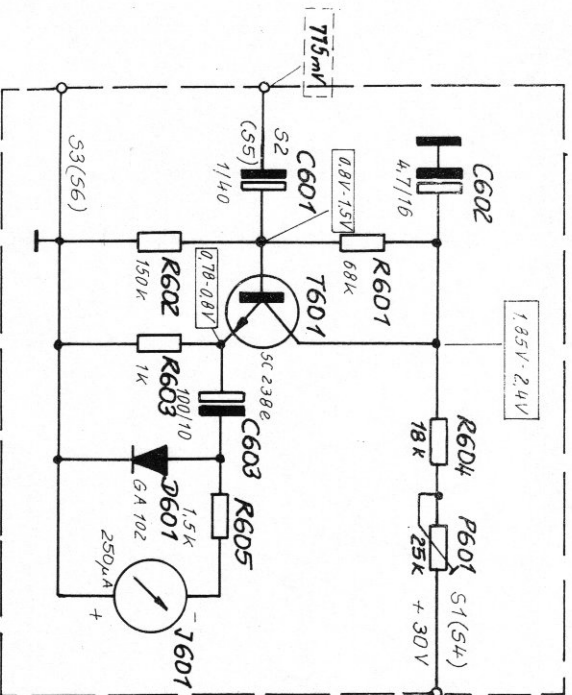 775mV
S3(S6)
S2
(S5)
C601
1/40
C602
4,7/16
0,8V-1,5V
R602
150k
R601
68k
T601
SC 238e
0,78-0,8V
1,85V-2,4V
R603
1k
100/10
C603
R604
18k
D601
GA 102
1,5k
R605
P601
25k
S1(S4)
+ 30V
250µA
+
-
J601